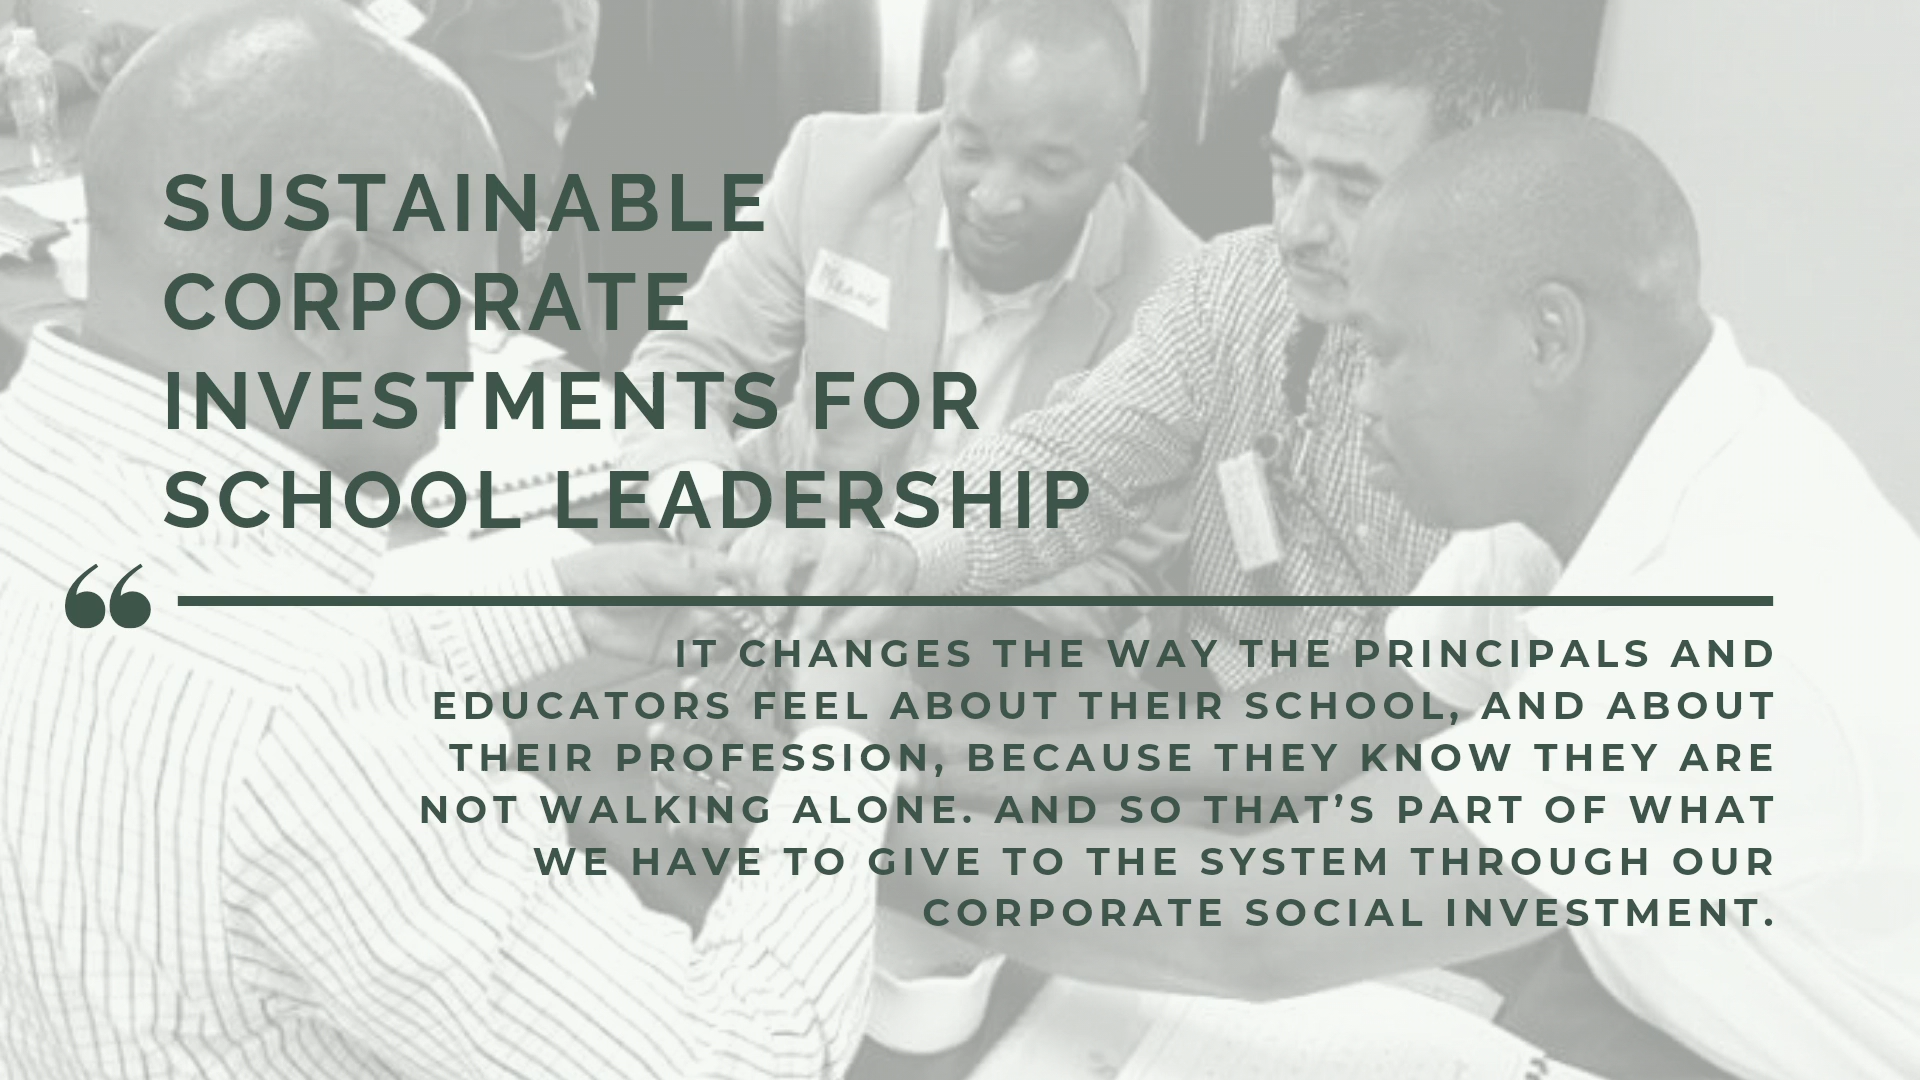 SUSTAINABLE
CORPORATE
INVESTMENTS FOR
SCHOOL LEADERSHIP
“
IT CHANGES THE WAY THE PRINCIPALS AND
EDUCATORS FEEL ABOUT THEIR SCHOOL, AND ABOUT
THEIR PROFESSION, BECAUSE THEY KNOW THEY ARE
NOT WALKING ALONE. AND SO THAT’S PART OF WHAT
WE HAVE TO GIVE TO THE SYSTEM THROUGH OUR
CORPORATE SOCIAL INVESTMENT.